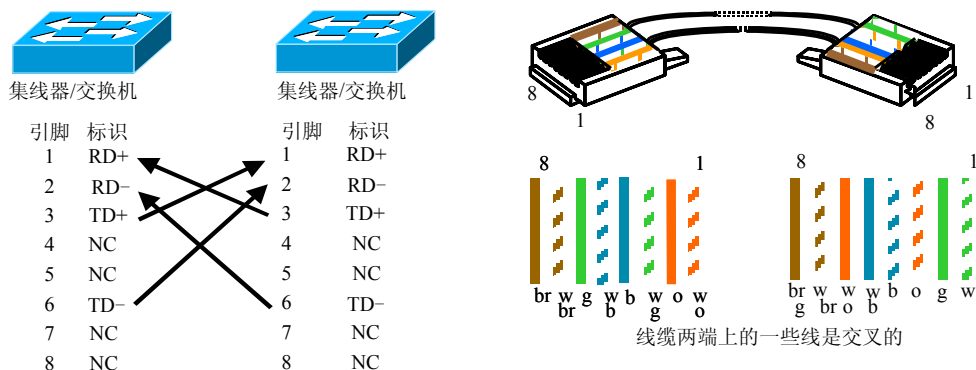 集线器/交换机
集线器/交换机
引脚 标识
1 RD+
2 RD−
3 TD+
4 NC
5 NC
6 TD−
7 NC
8 NC
引脚 标识
1 RD+
2 RD−
3 TD+
4 NC
5 NC
6 TD−
7 NC
8 NC
8
1
1
8
8 1
br w g w b w o w
br b g o
8 1
br w w w b o g w
g br o b
线缆两端上的一些线是交叉的